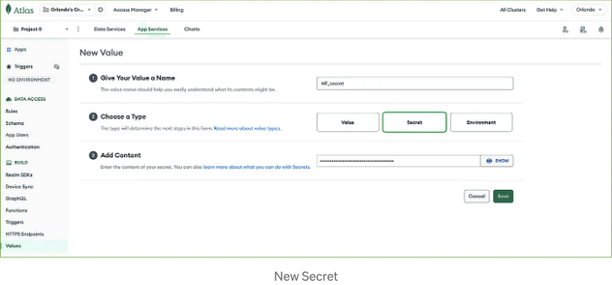 Atlas
Orlando's Or...
Access Manager
Billing
All Clusters
Get Help
Orlando
Project 0
Data Services
App Services
Charts
Apps
Triggers
NO ENVIRONMENT
DATA ACCESS
Rules
Schema
App Users
Authentication
BUILD
Realm SDKs
Device Sync
GraphQL
Functions
Triggers
HTTPS Endpoints
Values
New Value
1 Give Your Value a Name
The value name should help you easily understand what its contents might be.
HF_secret
2 Choose a Type
The type will determine the next steps in this form. Read more about value types.
Value
Secret
Environment
3 Add Content
Enter the content of your secret. You can also learn more about what you can do with Secrets.
SHOW
Cancel
Save
New Secret